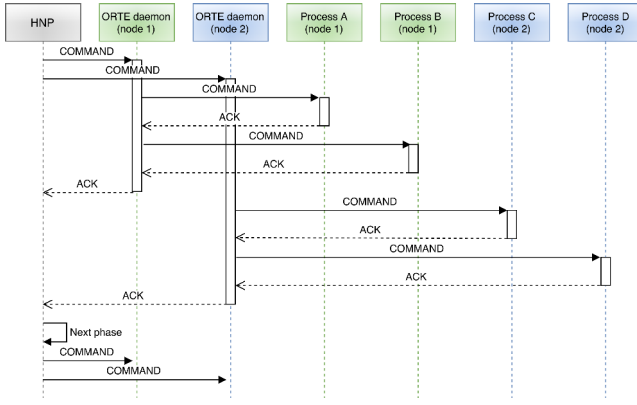 HNP
ORTE daemon
(node 1)
ORTE daemon
(node 2)
Process A
(node 1)
Process B
(node 1)
Process C
(node 2)
Process D
(node 2)
COMMAND
COMMAND
COMMAND
ACK
COMMAND
ACK
ACK
COMMAND
ACK
COMMAND
ACK
ACK
Next phase
COMMAND
COMMAND